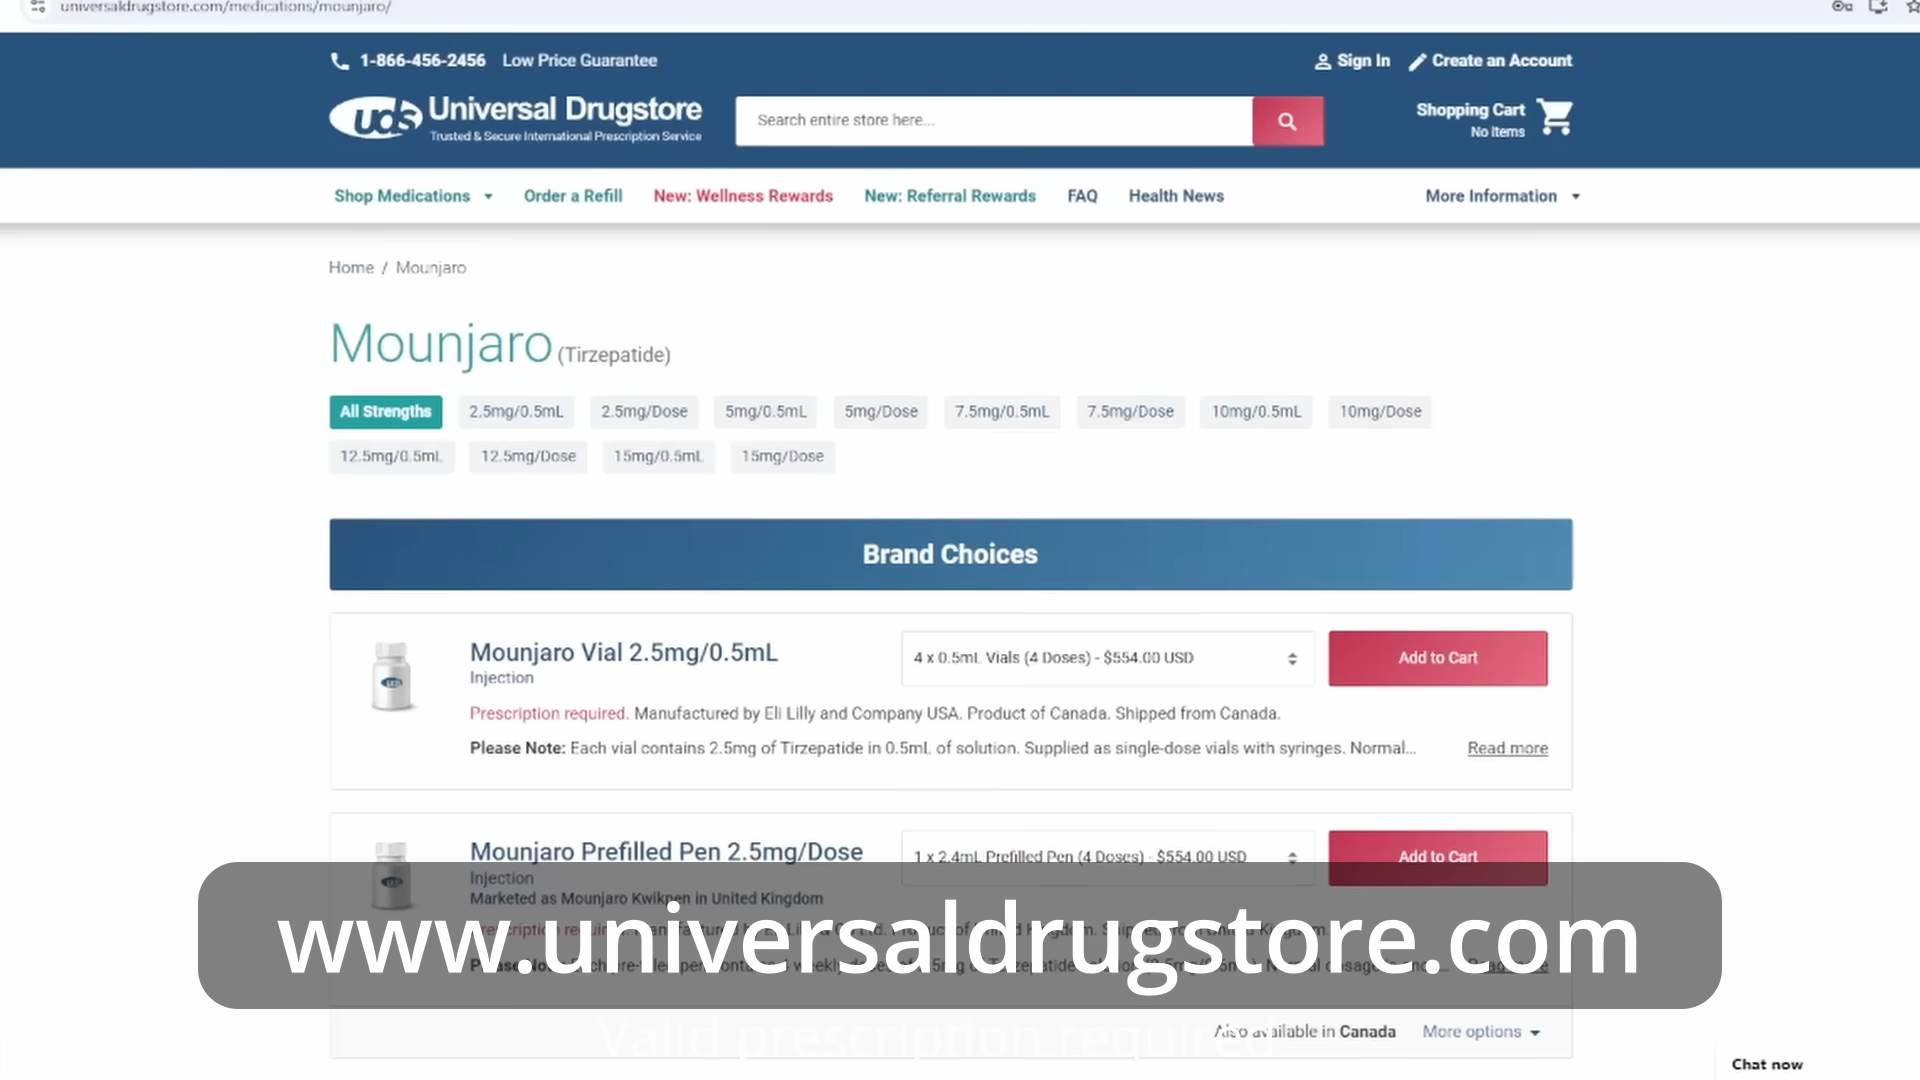 universaldrugstore.com/medications/mounjaro/
1-866-456-2456 Low Price Guarantee
Sign In Create an Account
uds Universal Drugstore
Trusted & Secure International Prescription Service
Search entire store here...
Shopping Cart
No items
Shop Medications Order a Refill New: Wellness Rewards New: Referral Rewards FAQ Health News More Information
Home / Mounjaro
Mounjaro (Tirzepatide)
All Strengths 2.5mg/0.5mL 2.5mg/Dose 5mg/0.5mL 5mg/Dose 7.5mg/0.5mL 7.5mg/Dose 10mg/0.5mL 10mg/Dose
12.5mg/0.5mL 12.5mg/Dose 15mg/0.5mL 15mg/Dose
Brand Choices
Mounjaro Vial 2.5mg/0.5mL
Injection
4 x 0.5mL Vials (4 Doses) - $554.00 USD
Add to Cart
Prescription required. Manufactured by Eli Lilly and Company USA. Product of Canada. Shipped from Canada.
Please Note: Each vial contains 2.5mg of Tirzepatide in 0.5mL of solution. Supplied as single-dose vials with syringes. Normal... Read more
Mounjaro Prefilled Pen 2.5mg/Dose
Injection
Marketed as Mounjaro Kwikpen in United Kingdom
1 x 2.4mL Prefilled Pen (4 Doses) - $554.00 USD
Add to Cart
www.universaldrugstore.com
Valid prescription required
Also available in Canada More options
Chat now